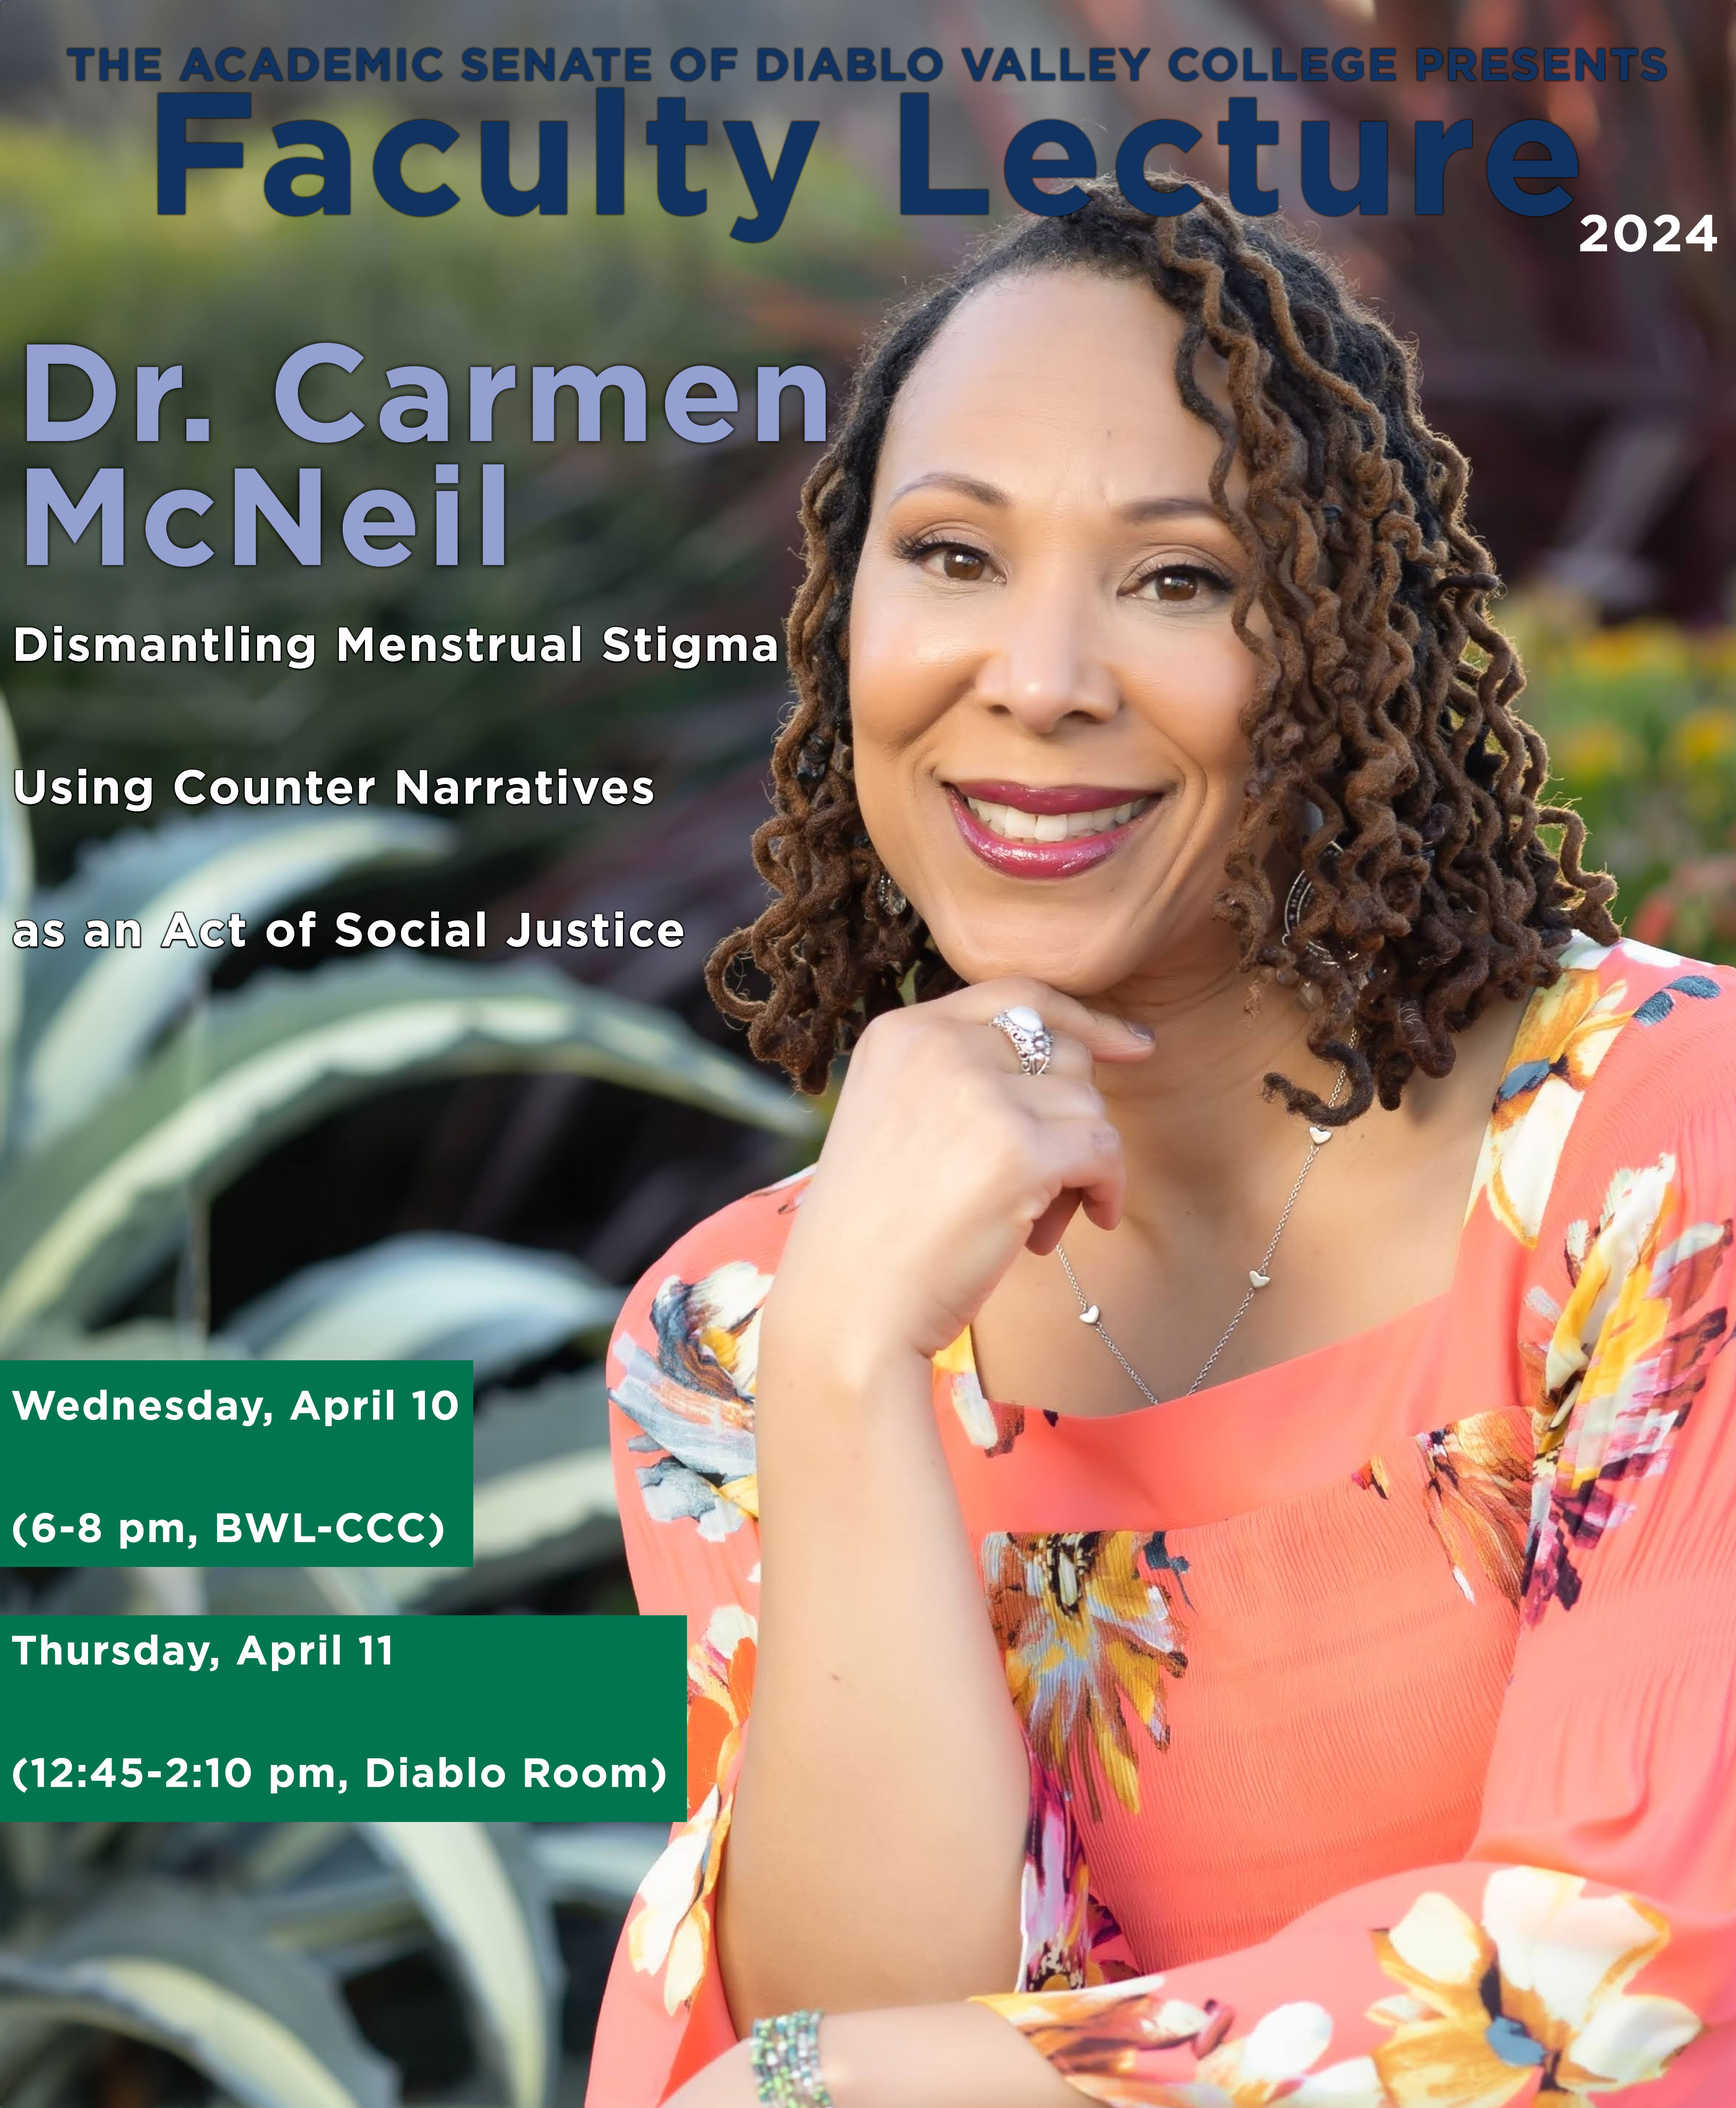 THE ACADEMIC SENATE OF DIABLO VALLEY COLLEGE PRESENTS
Faculty Lecture
2024
Dr. Carmen
McNeil
Dismantling Menstrual Stigma
Using Counter Narratives
as an Act of Social Justice
Wednesday, April 10
(6-8 pm, BWL-CCC)
Thursday, April 11
(12:45-2:10 pm, Diablo Room)